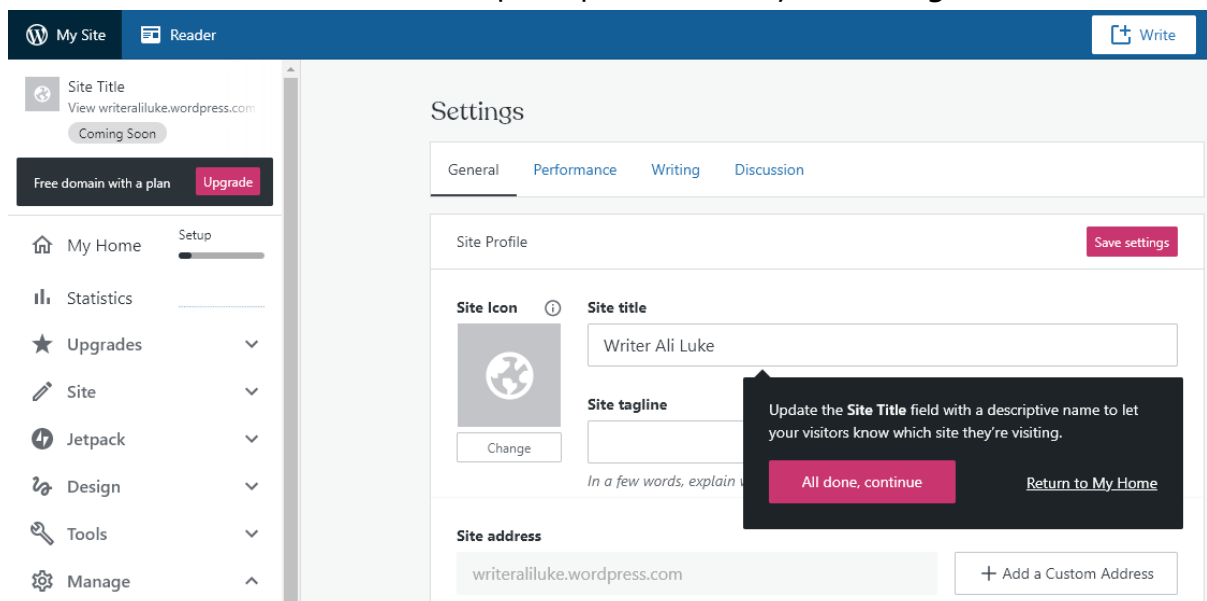 My Site
Reader
Write
Site Title
View writeraliluke.wordpress.com
Coming Soon
Free domain with a plan
Upgrade
My Home
Setup
Statistics
Upgrades
Site
Jetpack
Design
Tools
Manage
Settings
General Performance Writing Discussion
Site Profile
Save settings
Site Icon
Site title
Writer Ali Luke
Change
Site tagline
In a few words, explain
Update the Site Title field with a descriptive name to let
your visitors know which site they're visiting.
All done, continue
Return to My Home
Site address
writeraliluke.wordpress.com
+ Add a Custom Address